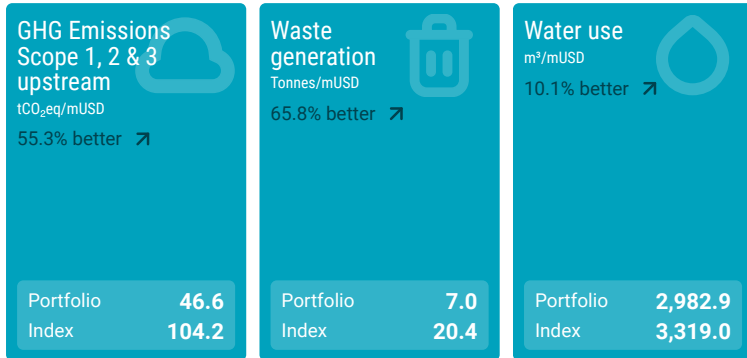 GHG Emissions
Scope 1, 2 & 3
upstream
tCO₂eq/mUSD
55.3% better
Portfolio 46.6
Index 104.2
Waste
generation
Tonnes/mUSD
65.8% better
Portfolio 7.0
Index 20.4
Water use
m³/mUSD
10.1% better
Portfolio 2,982.9
Index 3,319.0